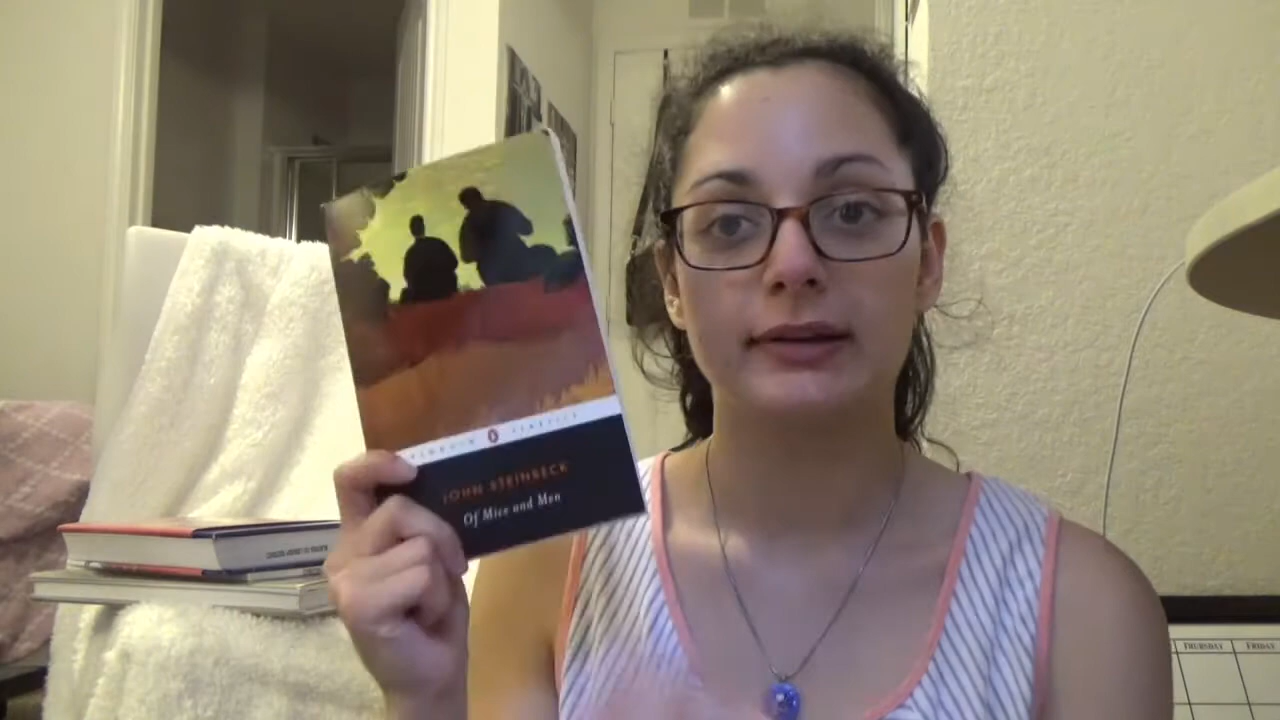 PENGUIN CLASSICS
JOHN STEINBECK
Of Mice and Men
THURSDAY FRIDAY